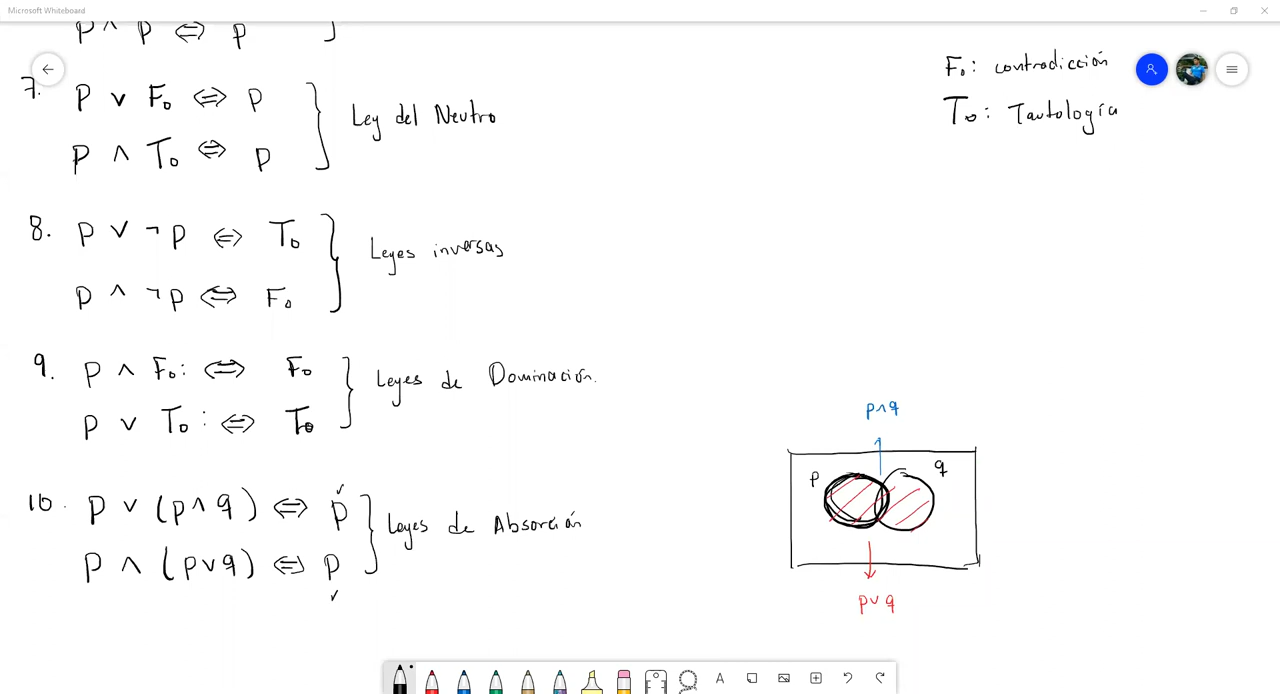 Microsoft Whiteboard
p ∧ p ⇔ p
F₀: contradicción
T₀: Tautología
7. p ∨ F₀ ⇔ p
p ∧ T₀ ⇔ p
Ley del Neutro
8. p ∨ ¬p ⇔ T₀
p ∧ ¬p ⇔ F₀
Leyes inversas
9. p ∧ F₀: ⇔ F₀
p ∨ T₀: ⇔ T₀
Leyes de Dominación.
10. p ∨ (p ∧ q) ⇔ p
p ∧ (p ∨ q) ⇔ p
Leyes de Absorción
p ∧ q
p
q
p ∨ q
A